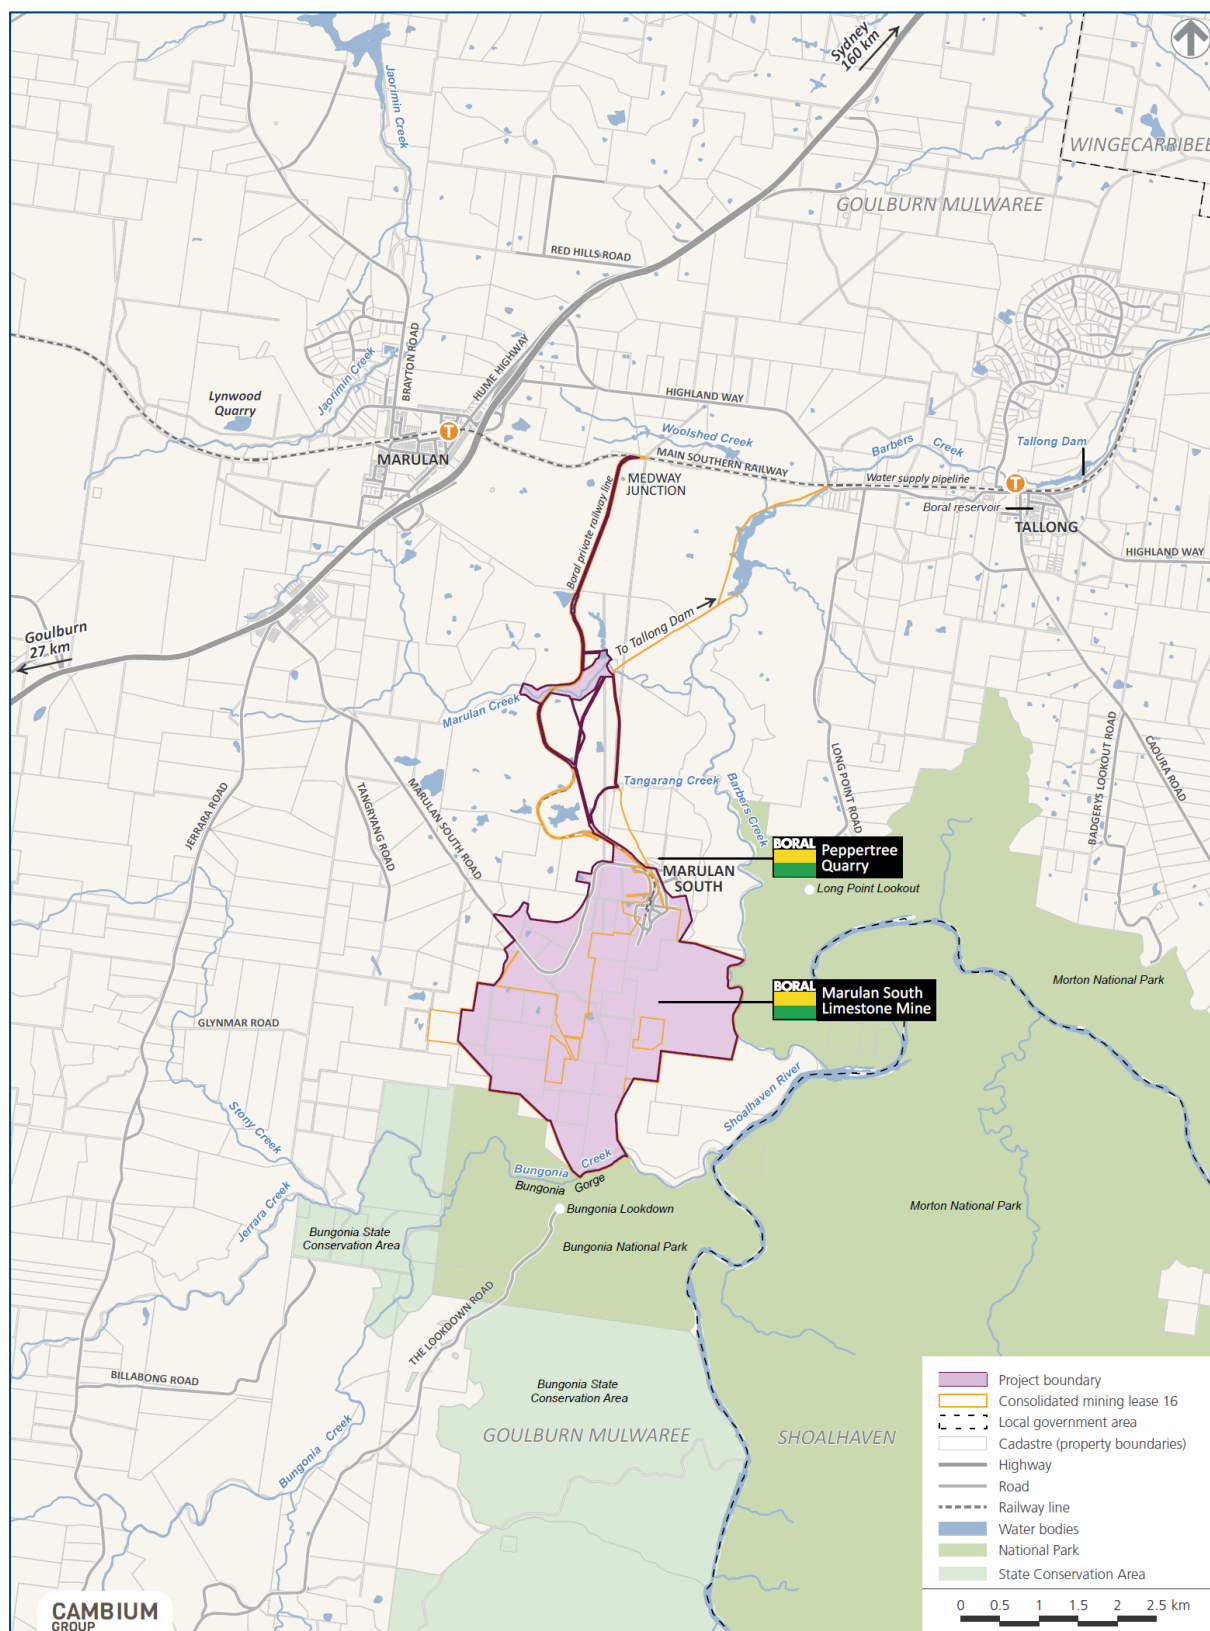 Sydney
160 km
Jaorimin Creek
WINGECARRIBEE
GOULBURN MULWAREE
RED HILLS ROAD
BRAYTON ROAD
HUME HIGHWAY
Jaorimin Creek
Lynwood
Quarry
HIGHLAND WAY
Woolshed Creek
Barbers Creek
Tallong Dam
T
MARULAN
MAIN SOUTHERN RAILWAY
MEDWAY
JUNCTION
Water supply pipeline
T
Boral reservoir
TALLONG
HIGHLAND WAY
Boral private railway line
To Tallong Dam
Goulburn
27 km
Marulan Creek
Tangarang Creek
Barbers Creek
JERRARA ROAD
TANGRYANG ROAD
MARULAN SOUTH ROAD
LONG POINT ROAD
BADGERYS LOOKOUT ROAD
CAOURA ROAD
BORAL
Peppertree
Quarry
MARULAN
SOUTH
Long Point Lookout
Morton National Park
BORAL
Marulan South
Limestone Mine
GLYNMAR ROAD
Shoalhaven River
Stony Creek
Bungonia Creek
Bungonia Gorge
Jerrara Creek
Bungonia Lookdown
Morton National Park
Bungonia State
Conservation Area
Bungonia National Park
THE LOOKDOWN ROAD
BILLABONG ROAD
Bungonia State
Conservation Area
Bungonia Creek
GOULBURN MULWAREE
SHOALHAVEN
Project boundary
Consolidated mining lease 16
Local government area
Cadastre (property boundaries)
Highway
Road
Railway line
Water bodies
National Park
State Conservation Area
0 0.5 1 1.5 2 2.5 km
CAMBIUM
GROUP